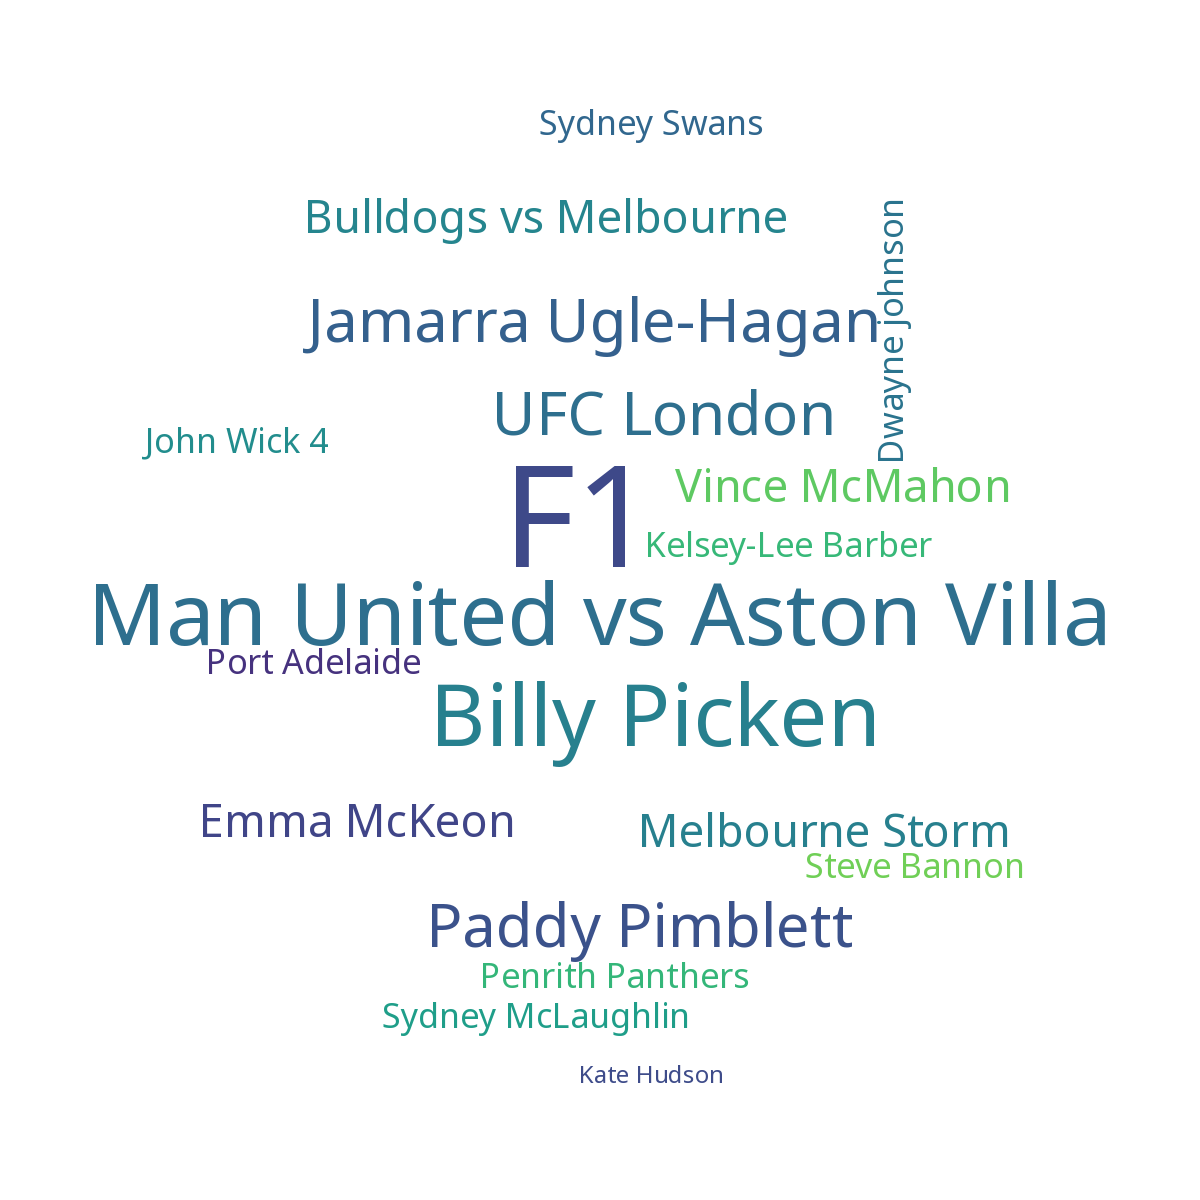 Sydney Swans
Bulldogs vs Melbourne
Dwayne johnson
Jamarra Ugle-Hagan
UFC London
John Wick 4
F1
Vince McMahon
Kelsey-Lee Barber
Man United vs Aston Villa
Port Adelaide
Billy Picken
Emma McKeon
Melbourne Storm
Steve Bannon
Paddy Pimblett
Penrith Panthers
Sydney McLaughlin
Kate Hudson